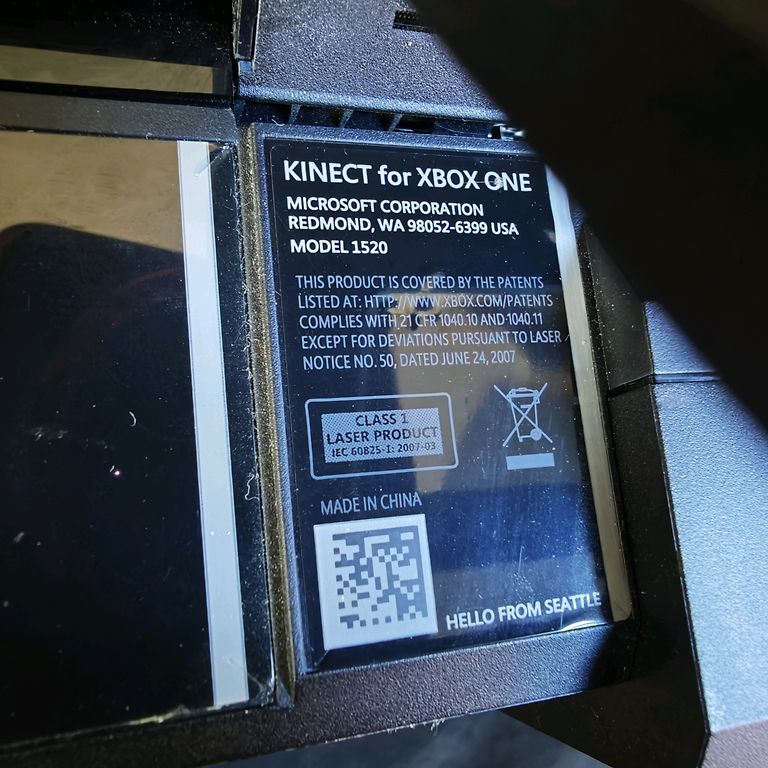 KINECT for XBOX ONE
MICROSOFT CORPORATION
REDMOND, WA 98052-6399 USA
MODEL 1520
THIS PRODUCT IS COVERED BY THE PATENTS
LISTED AT: HTTP://WWW.XBOX.COM/PATENTS
COMPLIES WITH 21 CFR 1040.10 AND 1040.11
EXCEPT FOR DEVIATIONS PURSUANT TO LASER
NOTICE NO. 50, DATED JUNE 24, 2007
CLASS 1
LASER PRODUCT
IEC 60825-1: 2007-03
MADE IN CHINA
HELLO FROM SEATTLE